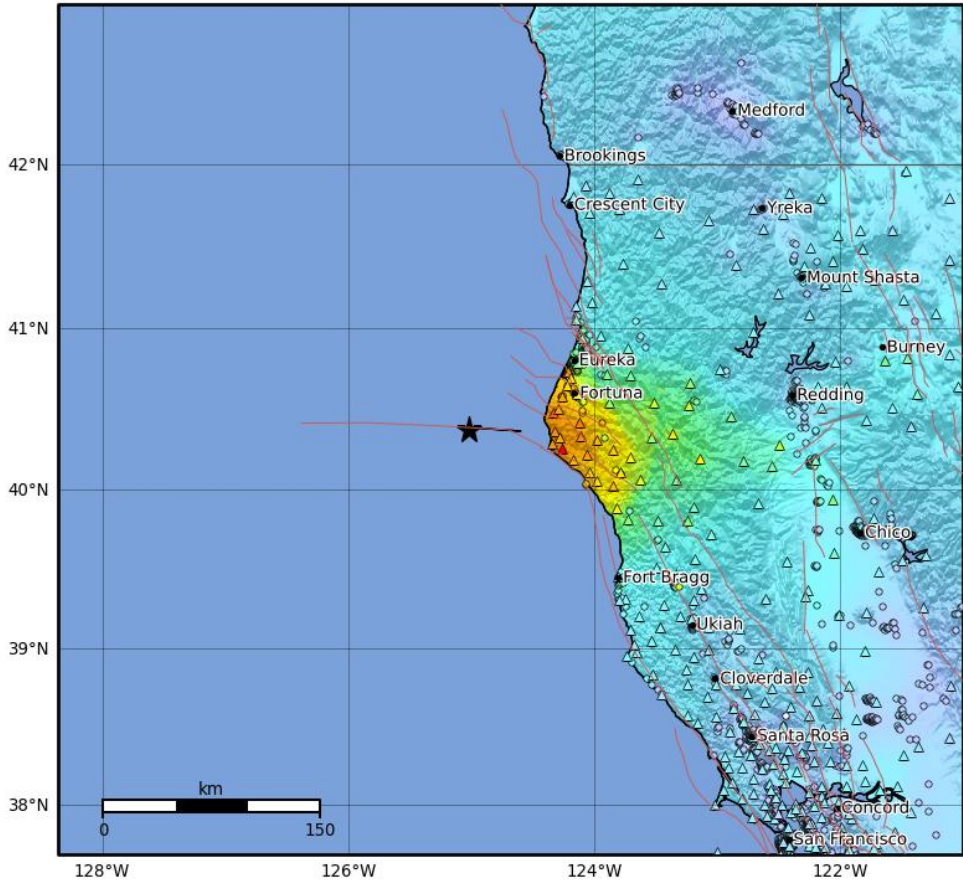 Medford
42°N
Brookings
Crescent City
Yreka
Mount Shasta
41°N
Eureka
Burney
Fortuna
Redding
40°N
Chico
Fort Bragg
Ukiah
39°N
Cloverdale
Santa Rosa
km
38°N
Concord
0
150
San Francisco
128°W
126°W
124°W
122°W